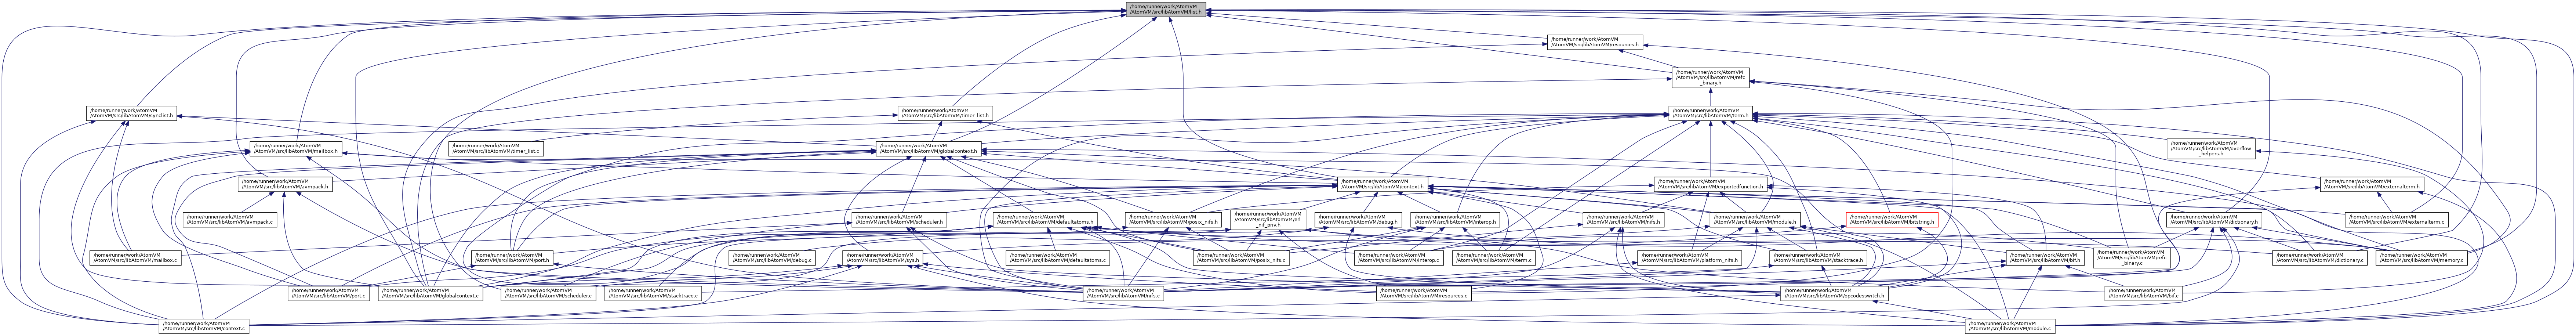 /home/runner/work/AtomVM
/AtomVM/src/libAtomVM/list.h
/home/runner/work/AtomVM
/AtomVM/src/libAtomVM/resources.h
/home/runner/work/AtomVM
/AtomVM/src/libAtomVM/refc
_binary.h
/home/runner/work/AtomVM
/AtomVM/src/libAtomVM/synclist.h
/home/runner/work/AtomVM
/AtomVM/src/libAtomVM/timer_list.h
/home/runner/work/AtomVM
/AtomVM/src/libAtomVM/term.h
/home/runner/work/AtomVM
/AtomVM/src/libAtomVM/mailbox.h
/home/runner/work/AtomVM
/AtomVM/src/libAtomVM/timer_list.c
/home/runner/work/AtomVM
/AtomVM/src/libAtomVM/globalcontext.h
/home/runner/work/AtomVM
/AtomVM/src/libAtomVM/overflow
_helpers.h
/home/runner/work/AtomVM
/AtomVM/src/libAtomVM/avmpack.h
/home/runner/work/AtomVM
/AtomVM/src/libAtomVM/context.h
/home/runner/work/AtomVM
/AtomVM/src/libAtomVM/exportedfunction.h
/home/runner/work/AtomVM
/AtomVM/src/libAtomVM/externalterm.h
/home/runner/work/AtomVM
/AtomVM/src/libAtomVM/avmpack.c
/home/runner/work/AtomVM
/AtomVM/src/libAtomVM/scheduler.h
/home/runner/work/AtomVM
/AtomVM/src/libAtomVM/defaultatoms.h
/home/runner/work/AtomVM
/AtomVM/src/libAtomVM/posix_nifs.h
/home/runner/work/AtomVM
/AtomVM/src/libAtomVM/erl
_nif_priv.h
/home/runner/work/AtomVM
/AtomVM/src/libAtomVM/debug.h
/home/runner/work/AtomVM
/AtomVM/src/libAtomVM/interop.h
/home/runner/work/AtomVM
/AtomVM/src/libAtomVM/nifs.h
/home/runner/work/AtomVM
/AtomVM/src/libAtomVM/module.h
/home/runner/work/AtomVM
/AtomVM/src/libAtomVM/bitstring.h
/home/runner/work/AtomVM
/AtomVM/src/libAtomVM/dictionary.h
/home/runner/work/AtomVM
/AtomVM/src/libAtomVM/externalterm.c
/home/runner/work/AtomVM
/AtomVM/src/libAtomVM/mailbox.c
/home/runner/work/AtomVM
/AtomVM/src/libAtomVM/port.h
/home/runner/work/AtomVM
/AtomVM/src/libAtomVM/debug.c
/home/runner/work/AtomVM
/AtomVM/src/libAtomVM/sys.h
/home/runner/work/AtomVM
/AtomVM/src/libAtomVM/defaultatoms.c
/home/runner/work/AtomVM
/AtomVM/src/libAtomVM/posix_nifs.c
/home/runner/work/AtomVM
/AtomVM/src/libAtomVM/interop.c
/home/runner/work/AtomVM
/AtomVM/src/libAtomVM/term.c
/home/runner/work/AtomVM
/AtomVM/src/libAtomVM/platform_nifs.h
/home/runner/work/AtomVM
/AtomVM/src/libAtomVM/stacktrace.h
/home/runner/work/AtomVM
/AtomVM/src/libAtomVM/bif.h
/home/runner/work/AtomVM
/AtomVM/src/libAtomVM/refc
_binary.c
/home/runner/work/AtomVM
/AtomVM/src/libAtomVM/dictionary.c
/home/runner/work/AtomVM
/AtomVM/src/libAtomVM/memory.c
/home/runner/work/AtomVM
/AtomVM/src/libAtomVM/port.c
/home/runner/work/AtomVM
/AtomVM/src/libAtomVM/globalcontext.c
/home/runner/work/AtomVM
/AtomVM/src/libAtomVM/scheduler.c
/home/runner/work/AtomVM
/AtomVM/src/libAtomVM/stacktrace.c
/home/runner/work/AtomVM
/AtomVM/src/libAtomVM/nifs.c
/home/runner/work/AtomVM
/AtomVM/src/libAtomVM/resources.c
/home/runner/work/AtomVM
/AtomVM/src/libAtomVM/opcodesswitch.h
/home/runner/work/AtomVM
/AtomVM/src/libAtomVM/bif.c
/home/runner/work/AtomVM
/AtomVM/src/libAtomVM/context.c
/home/runner/work/AtomVM
/AtomVM/src/libAtomVM/module.c